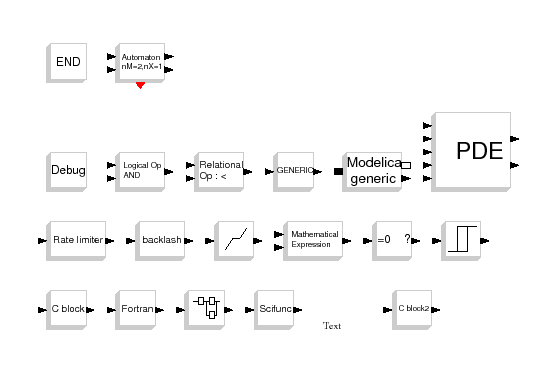 END
Automaton
nM=2,nX=1
Debug
Logical Op
AND
Relational
Op : <
GENERIC
Modelica
generic
PDE
Rate limiter
backlash
Mathematical
Expression
=0 ?
C block
Fortran
Scifunc
Text
C block2